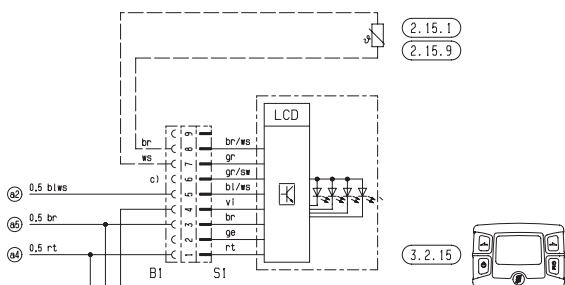 2.15.1
2.15.9
LCD
br
ws
c)
9
8
7
6
5
4
3
2
1
br/ws
gr
gr/sw
bl/ws
vi
br
ge
rt
a2 0,5 blws
a5 0,5 br
a4 0,5 rt
B1 S1
3.2.15